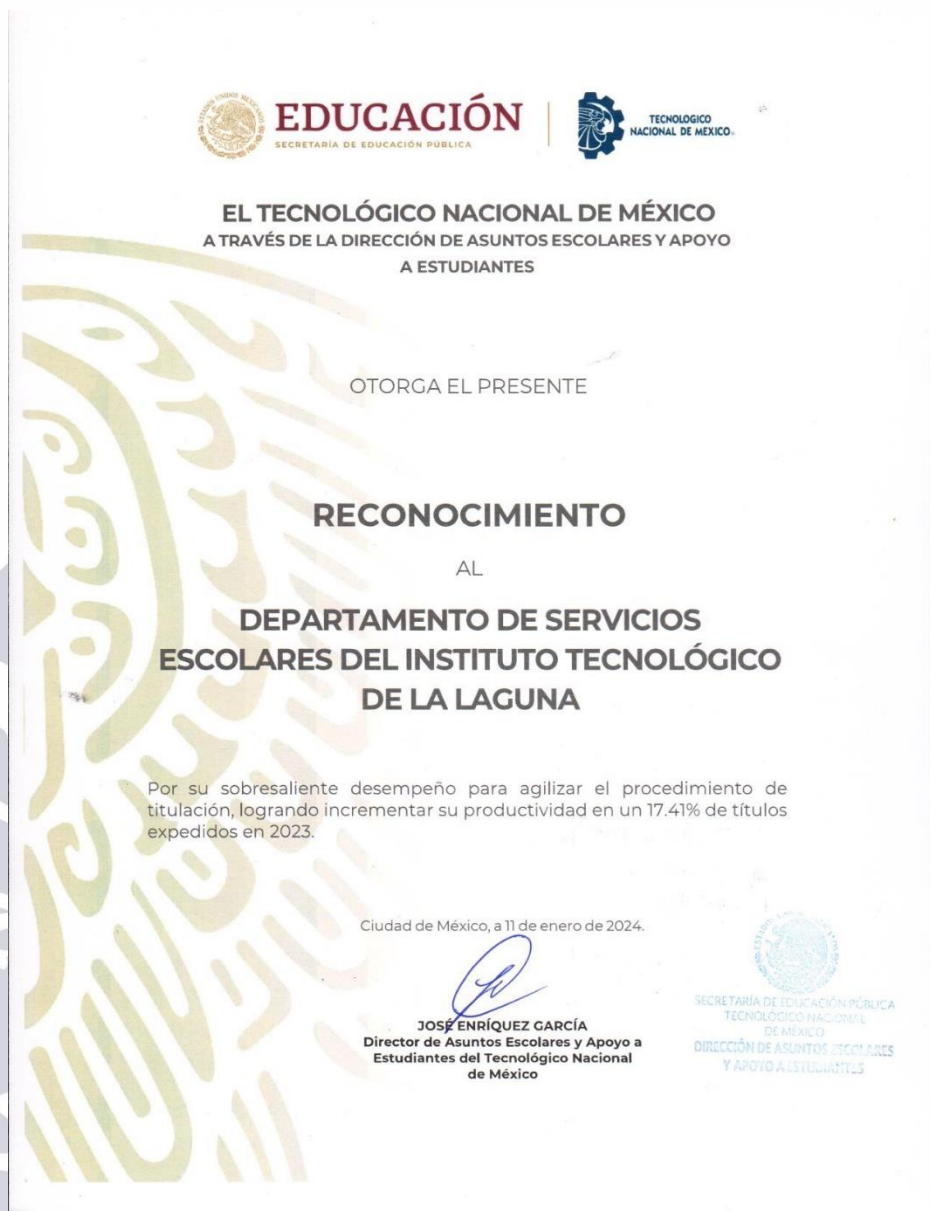 EDUCACIÓN
SECRETARÍA DE EDUCACIÓN PÚBLICA
TECNOLOGICO
NACIONAL DE MEXICO
EL TECNOLÓGICO NACIONAL DE MÉXICO
A TRAVÉS DE LA DIRECCIÓN DE ASUNTOS ESCOLARES Y APOYO
A ESTUDIANTES
OTORGA EL PRESENTE
RECONOCIMIENTO
AL
DEPARTAMENTO DE SERVICIOS
ESCOLARES DEL INSTITUTO TECNOLÓGICO
DE LA LAGUNA
Por su sobresaliente desempeño para agilizar el procedimiento de
titulación, logrando incrementar su productividad en un 17.41% de títulos
expedidos en 2023.
Ciudad de México, a 11 de enero de 2024.
JOSÉ ENRÍQUEZ GARCÍA
Director de Asuntos Escolares y Apoyo a
Estudiantes del Tecnológico Nacional
de México
SECRETARÍA DE EDUCACIÓN PÚBLICA
TECNOLÓGICO NACIONAL
DE MÉXICO
DIRECCIÓN DE ASUNTOS ESCOLARES
Y APOYO A ESTUDIANTES